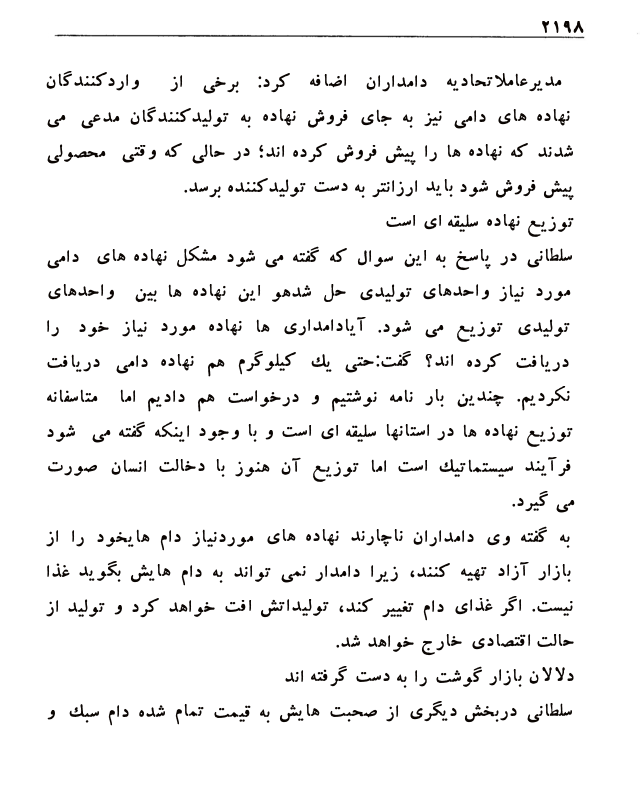 ۲۱۹۸
مدیرعاملاتحادیه دامداران اضافه کرد: برخی از واردکنندگان
نهاده های دامی نیز به جای فروش نهاده به تولیدکنندگان مدعی می
شدند که نهاده ها را پیش فروش کرده اند؛ در حالی که وقتی محصولی
پیش فروش شود باید ارزانتر به دست تولیدکننده برسد.
توزیع نهاده سلیقه ای است
سلطانی در پاسخ به این سوال که گفته می شود مشکل نهاده های دامی
مورد نیاز واحدهای تولیدی حل شدهو این نهاده ها بین واحدهای
تولیدی توزیع می شود. آیادامداری ها نهاده مورد نیاز خود را
دریافت کرده اند؟ گفت:حتی یك کیلوگرم هم نهاده دامی دریافت
نکردیم. چندین بار نامه نوشتیم و درخواست هم دادیم اما متاسفانه
توزیع نهاده ها در استانها سلیقه ای است و با وجود اینکه گفته می شود
فرآیند سیستماتیك است اما توزیع آن هنوز با دخالت انسان صورت
می گیرد.
به گفته وی دامداران ناچارند نهاده های موردنیاز دام هایخود را از
بازار آزاد تهیه کنند، زیرا دامدار نمی تواند به دام هایش بگوید غذا
نیست. اگر غذای دام تغییر کند، تولیداتش افت خواهد کرد و تولید از
حالت اقتصادی خارج خواهد شد.
دلالان بازار گوشت را به دست گرفته اند
سلطانی دربخش دیگری از صحبت هایش به قیمت تمام شده دام سبك و